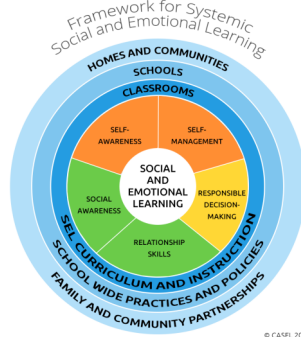 Framework for Systemic
Social and Emotional Learning
HOMES AND COMMUNITIES
SCHOOLS
CLASSROOMS
SELF-
AWARENESS
SELF-
MANAGEMENT
SOCIAL
AND
EMOTIONAL
LEARNING
SOCIAL
AWARENESS
RESPONSIBLE
DECISION-
MAKING
RELATIONSHIP
SKILLS
SEL CURRICULUM AND INSTRUCTION
SCHOOL WIDE PRACTICES AND POLICIES
FAMILY AND COMMUNITY PARTNERSHIPS
© CASEL